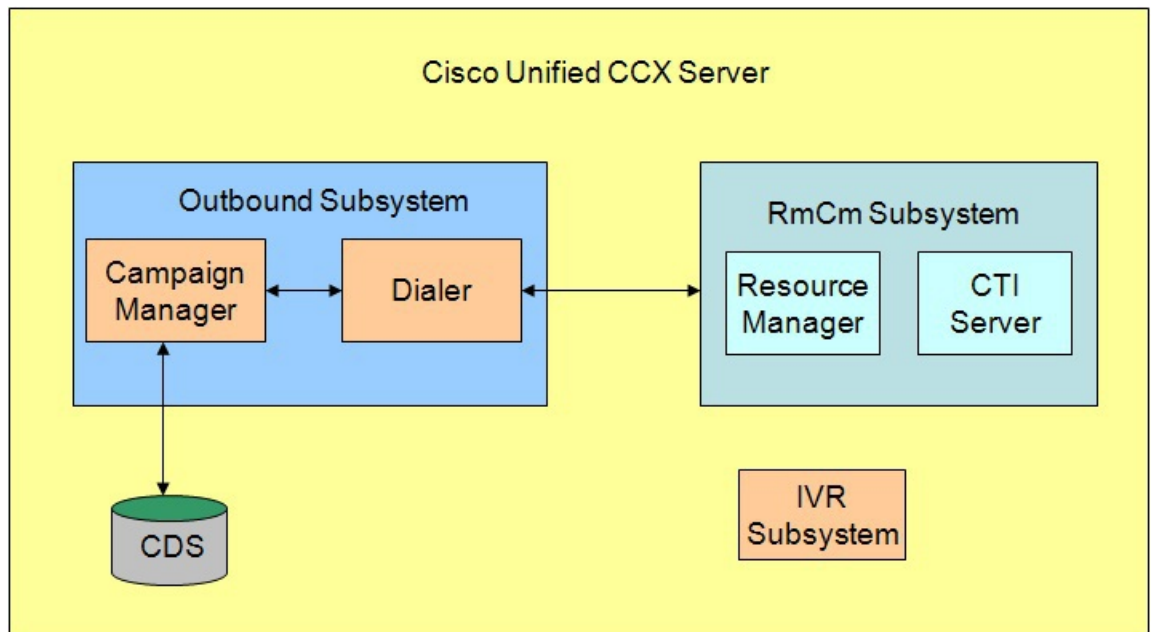 Cisco Unified CCX Server
Outbound Subsystem
Campaign
Manager
Dialer
RmCm Subsystem
Resource
Manager
CTI
Server
CDS
IVR
Subsystem